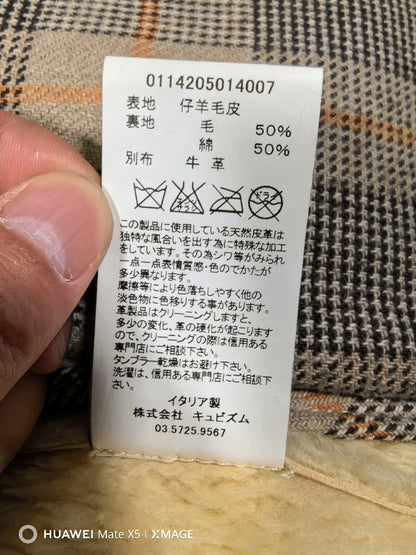 0114205014007
表地 仔羊毛皮
裏地 毛 50%
綿 50%
別布 牛革
エンソ サラシ
ドライ
この製品に使用している天然皮革は
独特な風合いを出す為に特殊な加工
をしています。その為シワ等がみられ
一点一点表情質感・色のでかたが
多少異なります。
摩擦等により色落ちしやすく他の
淡色物に色移りする事があります。
革製品はクリーニングしますと、
多少の変化、革の硬化が起こります
ので、クリーニングの際は信用ある
専門店にご相談下さい。
タンブラー乾燥はお避け下さい。
洗濯は、信用ある専門店にご相談下さい。
イタリア製
株式会社 キュビズム
03.5725.9567
HUAWEI Mate X5 | XMAGE